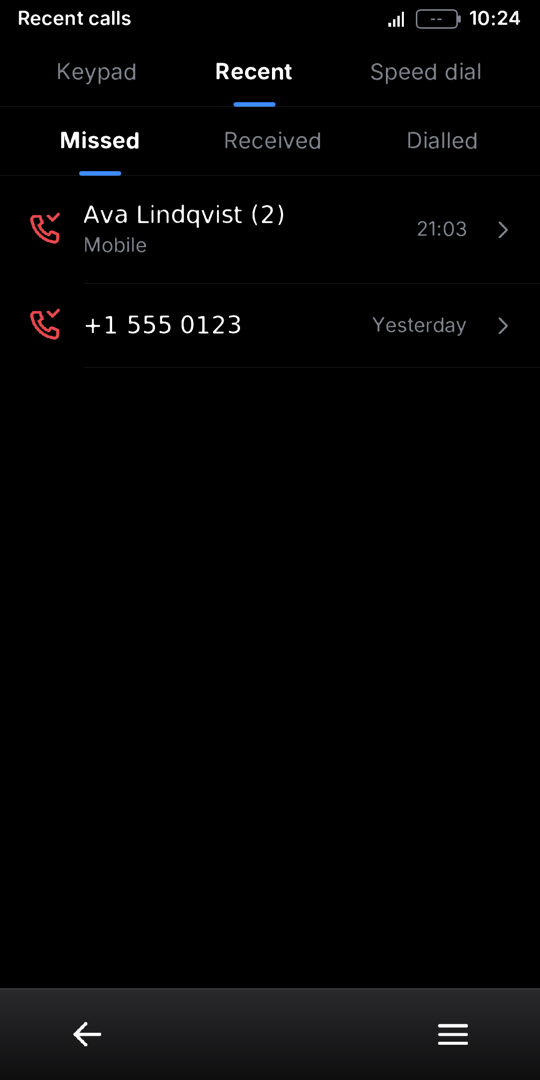 Recent calls -- 10:24
Keypad Recent Speed dial
Missed Received Dialled
Ava Lindqvist (2)
Mobile
21:03
+1 555 0123 Yesterday